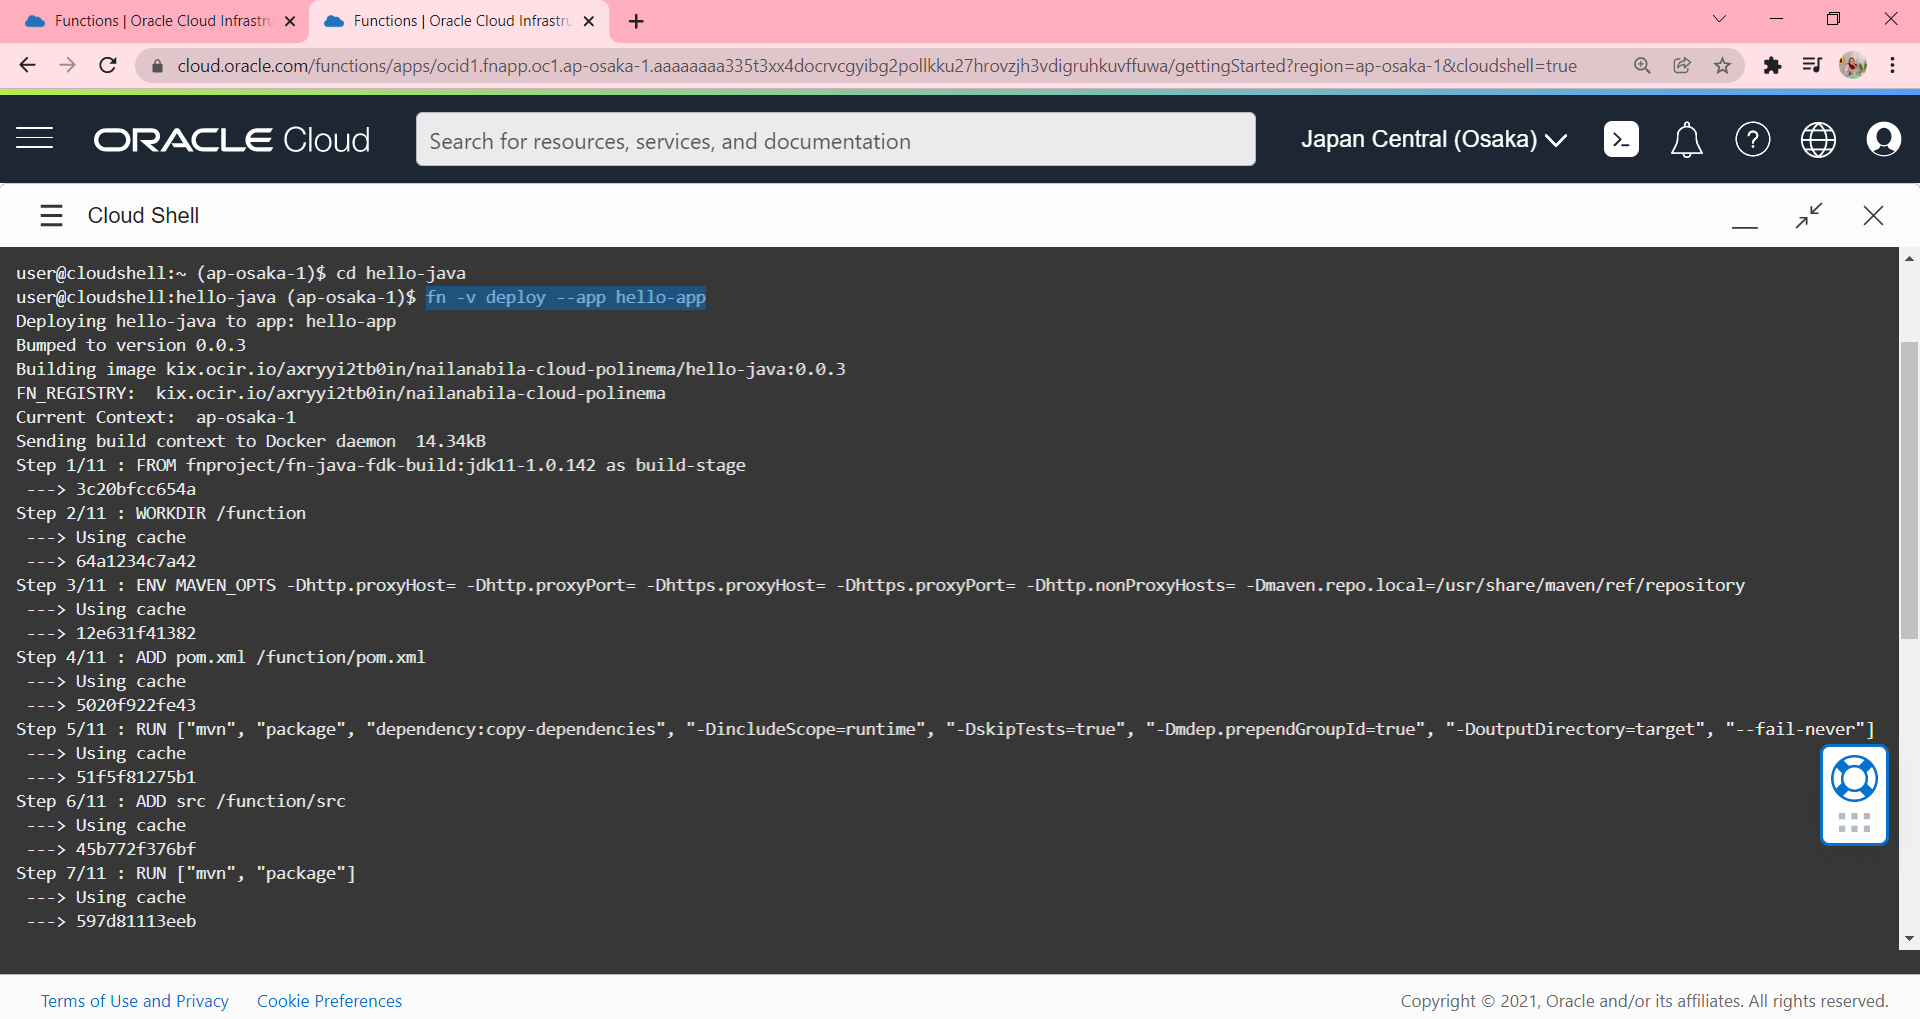 Functions | Oracle Cloud Infrastru
Functions | Oracle Cloud Infrastru
cloud.oracle.com/functions/apps/ocid1.fnapp.oc1.ap-osaka-1.aaaaaaaa335t3xx4docrvcgyibg2pollkku27hrovzjh3vdigruhkuvffuwa/gettingStarted?region=ap-osaka-1&cloudshell=true
ORACLE Cloud
Search for resources, services, and documentation
Japan Central (Osaka)
Cloud Shell
user@cloudshell:~ (ap-osaka-1)$ cd hello-java
user@cloudshell:hello-java (ap-osaka-1)$ fn -v deploy --app hello-app
Deploying hello-java to app: hello-app
Bumped to version 0.0.3
Building image kix.ocir.io/axryyi2tb0in/nailanabila-cloud-polinema/hello-java:0.0.3
FN_REGISTRY:  kix.ocir.io/axryyi2tb0in/nailanabila-cloud-polinema
Current Context:  ap-osaka-1
Sending build context to Docker daemon  14.34kB
Step 1/11 : FROM fnproject/fn-java-fdk-build:jdk11-1.0.142 as build-stage
---> 3c20bfcc654a
Step 2/11 : WORKDIR /function
---> Using cache
---> 64a1234c7a42
Step 3/11 : ENV MAVEN_OPTS -Dhttp.proxyHost= -Dhttp.proxyPort= -Dhttps.proxyHost= -Dhttps.proxyPort= -Dhttp.nonProxyHosts= -Dmaven.repo.local=/usr/share/maven/ref/repository
---> Using cache
---> 12e631f41382
Step 4/11 : ADD pom.xml /function/pom.xml
---> Using cache
---> 5020f922fe43
Step 5/11 : RUN ["mvn", "package", "dependency:copy-dependencies", "-DincludeScope=runtime", "-DskipTests=true", "-Dmdep.prependGroupId=true", "-DoutputDirectory=target", "--fail-never"]
---> Using cache
---> 51f5f81275b1
Step 6/11 : ADD src /function/src
---> Using cache
---> 45b772f376bf
Step 7/11 : RUN ["mvn", "package"]
---> Using cache
---> 597d81113eeb
Terms of Use and Privacy
Cookie Preferences
Copyright © 2021, Oracle and/or its affiliates. All rights reserved.